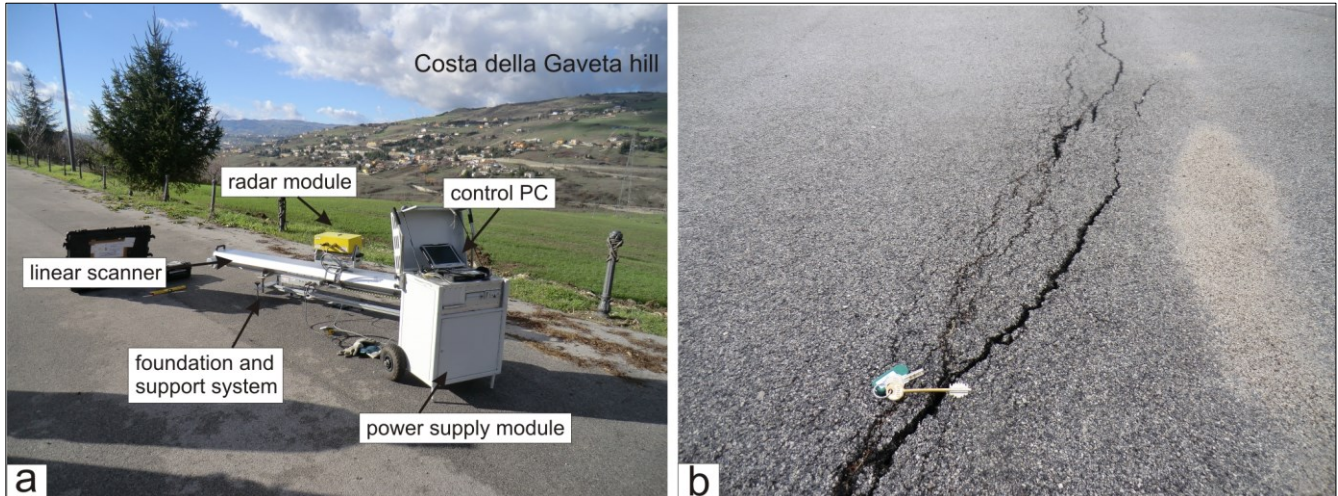 Costa della Gaveta hill
radar module
control PC
linear scanner
foundation and
support system
power supply module
a
b